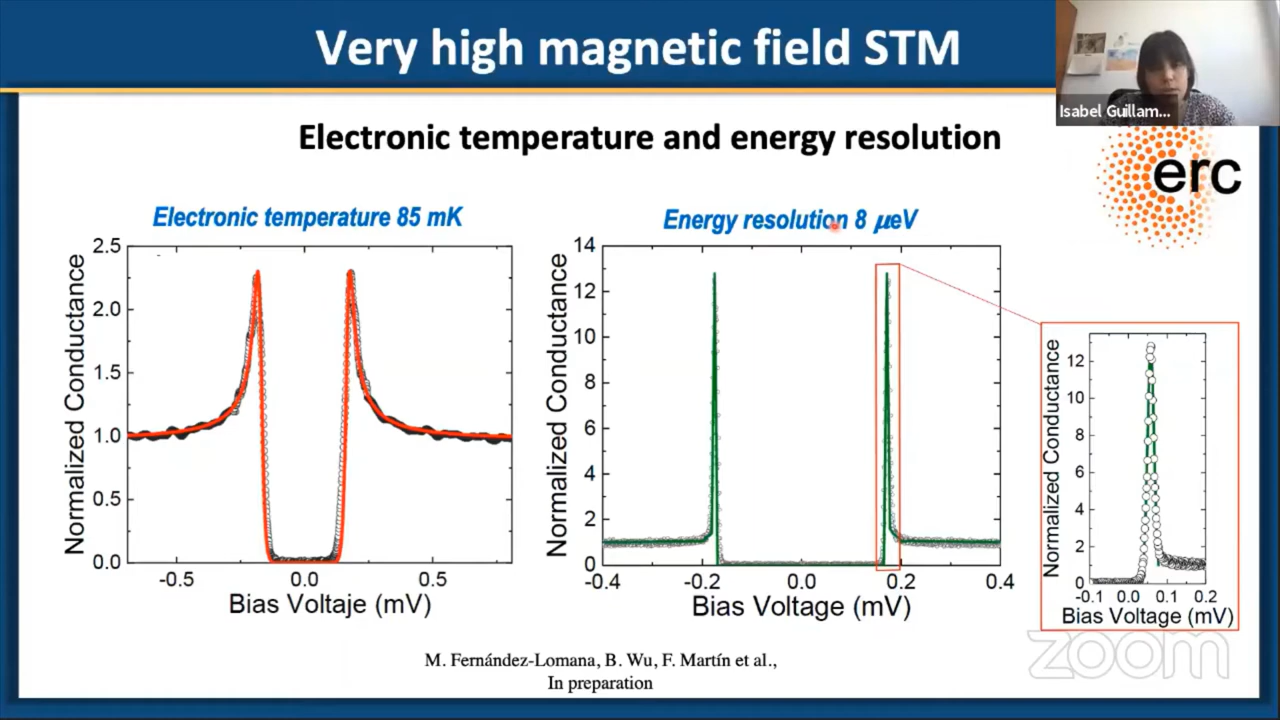 Very high magnetic field STM
Isabel Guillam...
Electronic temperature and energy resolution
erc
Electronic temperature 85 mK
2.5
2.0
1.5
1.0
0.5
0.0
Normalized Conductance
-0.5
0.0
0.5
Bias Voltaje (mV)
Energy resolution 8 µeV
14
12
10
8
6
4
2
0
Normalized Conductance
-0.4
-0.2
0.0
0.2
0.4
Bias Voltage (mV)
12
10
8
6
4
2
0
Normalized Conductance
-0.1
0.0
0.1
0.2
Bias Voltage (mV)
M. Fernández-Lomana, B. Wu, F. Martín et al.,
In preparation
zoom